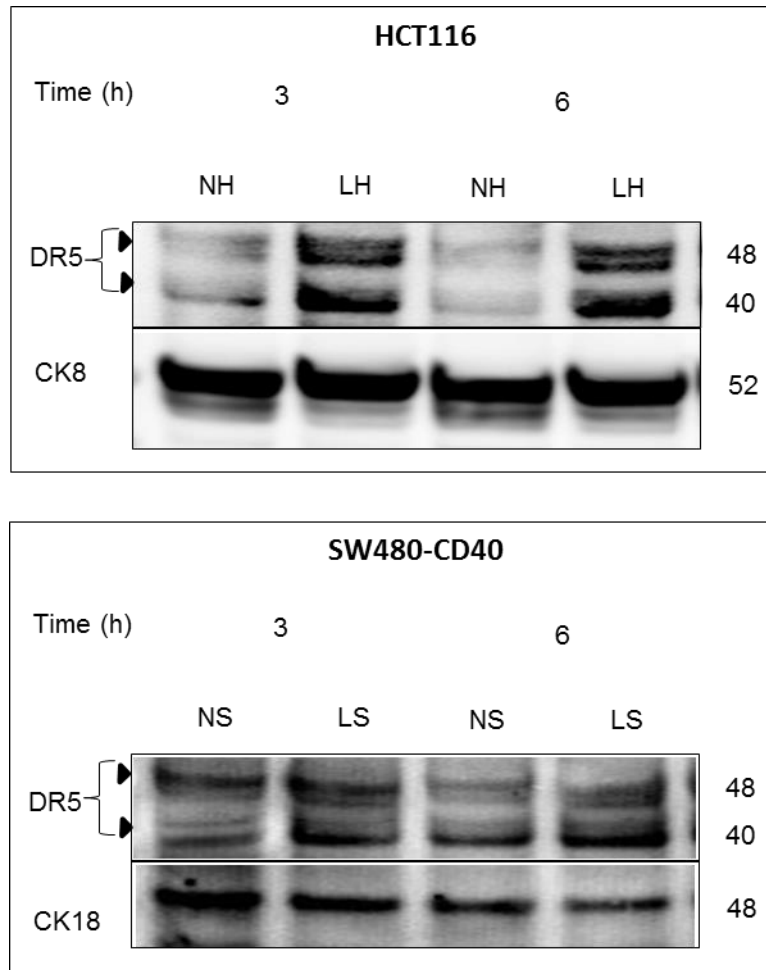 HCT116
Time (h) 3 6
NH LH NH LH
DR5 48
40
CK8 52
SW480-CD40
Time (h) 3 6
NS LS NS LS
DR5 48
40
CK18 48